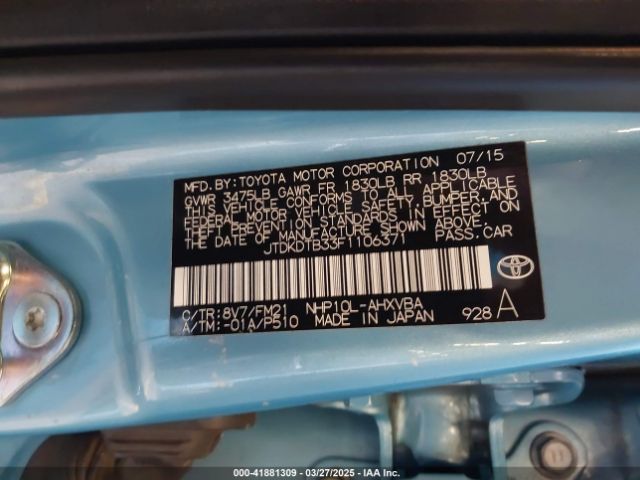 MFD.BY:TOYOTA MOTOR CORPORATION 07/15
GVWR 3475LB GAWR FR 1830LB RR 1830LB
THIS VEHICLE CONFORMS TO ALL APPLICABLE
FEDERAL MOTOR VEHICLE SAFETY,BUMPER,AND
THEFT PREVENTION STANDARDS IN EFFECT ON
THE DATE OF MANUFACTURE SHOWN ABOVE.
JTDKDTB33F1106371 PASS.CAR
C/TR:8V7/FM21 NHP10L-AHXVBA
A/TM:-01A/P510 MADE IN JAPAN 928 A
TOYOTA
000-41881309 — 03/27/2025 — IAA Inc.